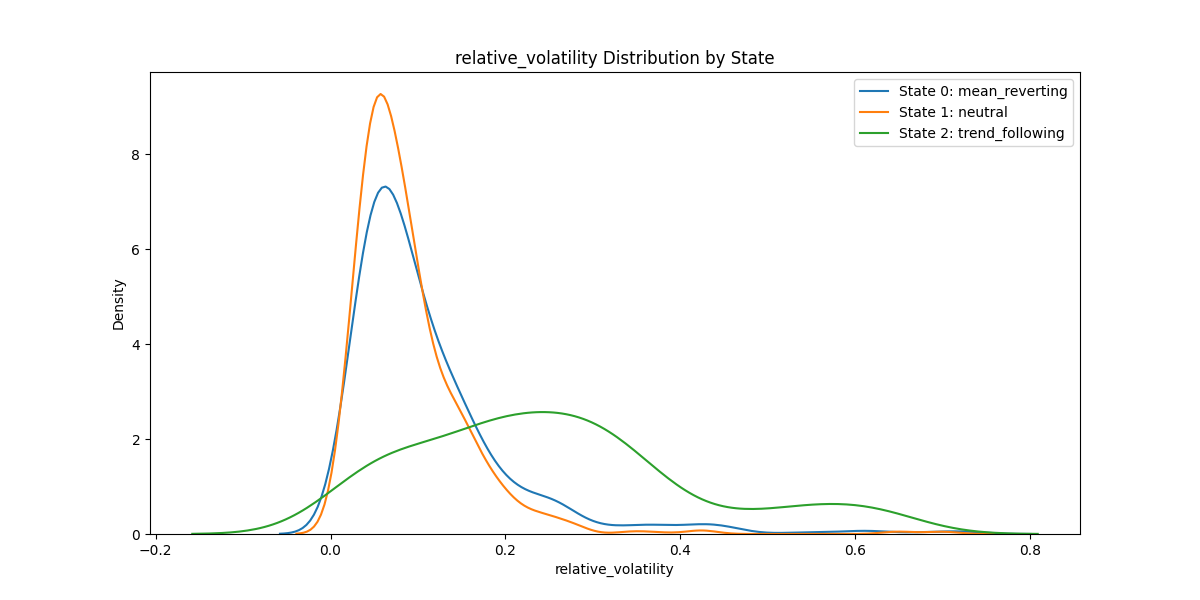 relative_volatility Distribution by State
State 0: mean_reverting
State 1: neutral
State 2: trend_following
Density
8
6
4
2
0
−0.2 0.0 0.2 0.4 0.6 0.8
relative_volatility